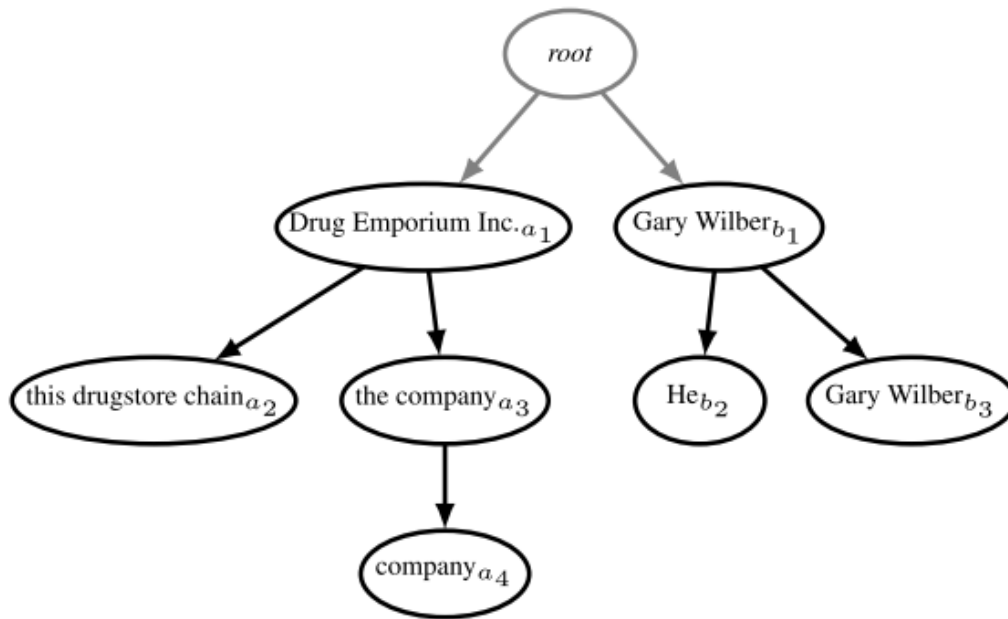 root
Drug Emporium Inc.a1
Gary Wilberb1
this drugstore chaina2
the companya3
Heb2
Gary Wilberb3
companya4